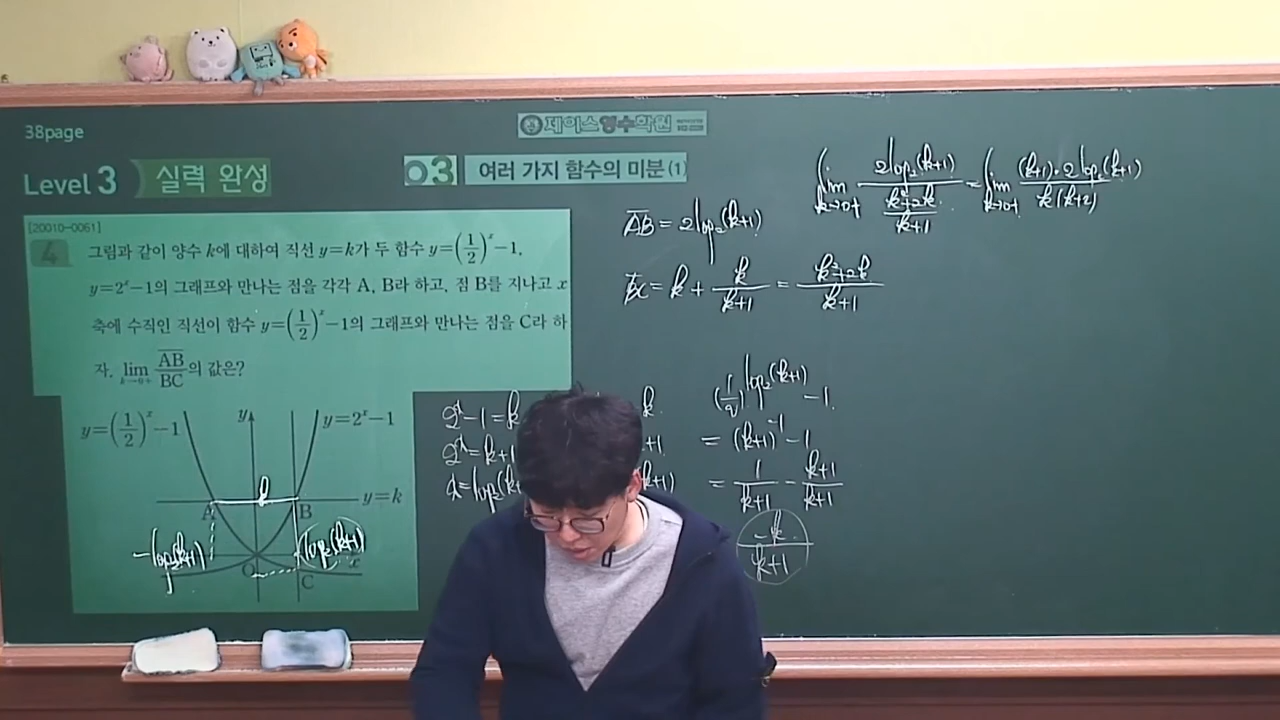 38page
제이스영수학원
Level 3 실력 완성
03 여러 가지 함수의 미분 (1)
[20010-0061]
4 그림과 같이 양수 k에 대하여 직선 y=k가 두 함수 y=(1/2)^x-1,
y=2^x-1의 그래프와 만나는 점을 각각 A, B라 하고, 점 B를 지나고 x
축에 수직인 직선이 함수 y=(1/2)^x-1의 그래프와 만나는 점을 C라 하
자. lim k→0+ AB/BC의 값은?
y=(1/2)^x-1
y
y=2^x-1
l
y=k
A
B
-log₂(k+1)
log₂(k+1)
O
x
C
2^x-1=k
2^x=k+1
x=log₂(k
k
+1
k+1)
AB=2log₂(k+1)
BC=k+k/(k+1)=(k²+2k)/(k+1)
lim k→0+ 2log₂(k+1)/((k²+2k)/(k+1))=lim k→0+ (k+1)·2log₂(k+1)/k(k+2)
(1/2)^log₂(k+1) -1
=(k+1)^-1 -1
=1/(k+1)-(k+1)/(k+1)
-k/(k+1)